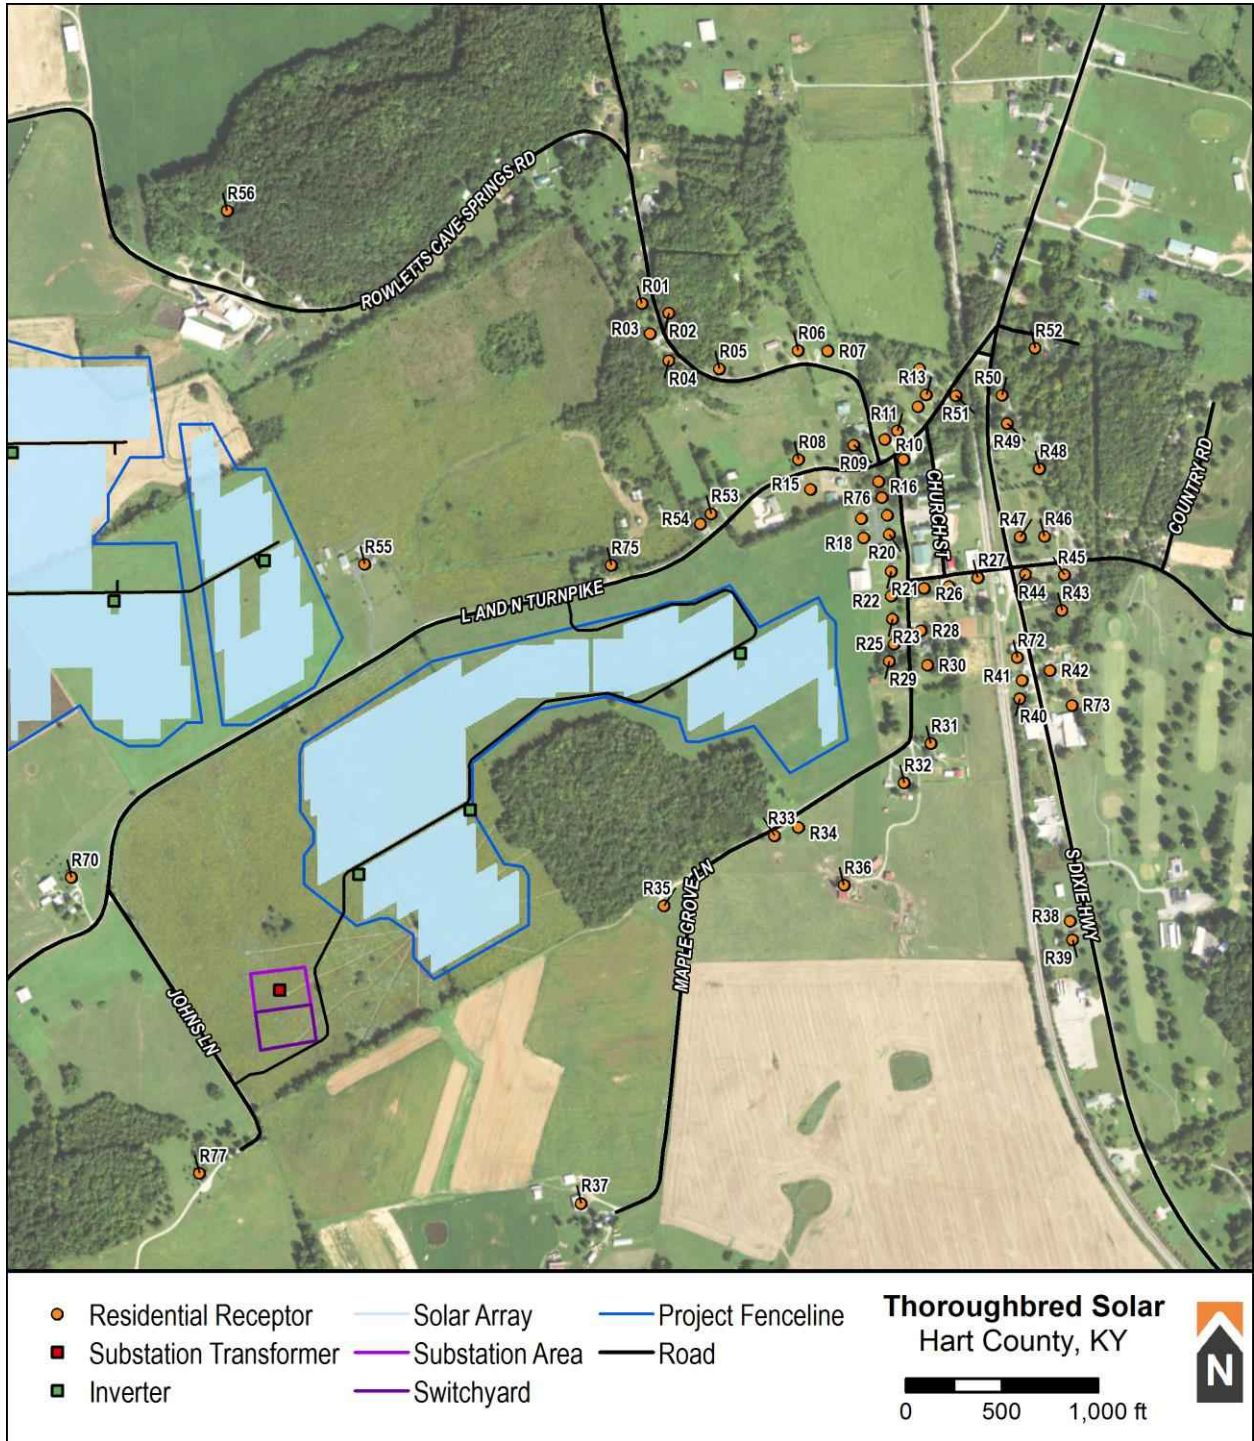 R56
ROWLETTS CAVE SPRINGS RD
R01
R03
R02
R04
R05
R06
R07
R52
R13
R50
R51
R11
R49
R08
R10
R09
R48
COUNTRY RD
R15
R16
CHURCH ST
R53
R76
R54
R47
R46
R18
R55
R75
R20
R27
R45
L AND N TURNPIKE
R21
R26
R44
R43
R22
R25
R23
R28
R72
R30
R41
R42
R29
R40
R73
R31
R32
R33
R34
R70
R35
R36
MAPLE GROVE LN
S DIXIE HWY
R38
R39
JOHNS LN
R77
R37
Residential Receptor
Substation Transformer
Inverter
Solar Array
Substation Area
Switchyard
Project Fenceline
Road
Thoroughbred Solar
Hart County, KY
0 500 1,000 ft
N